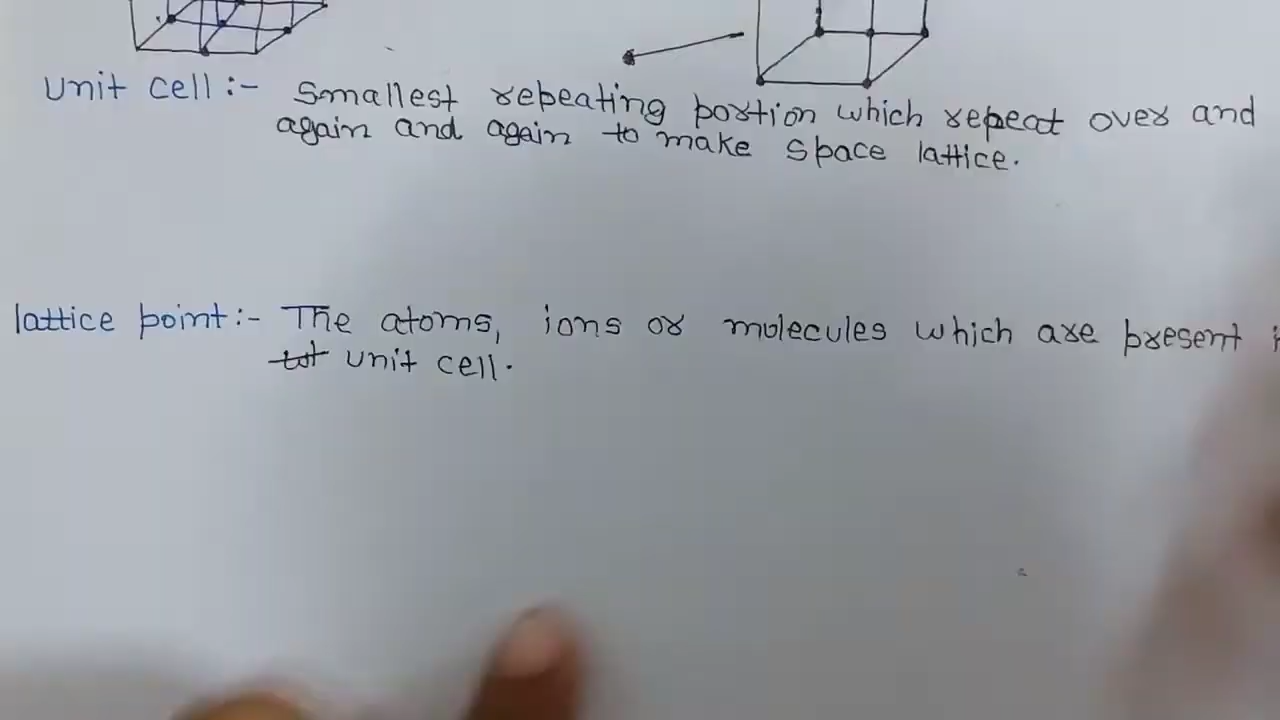 unit cell :- Smallest repeating portion which repeat over and
again and again to make space lattice.
lattice point :- The atoms, ions or molecules which are present
unit cell.